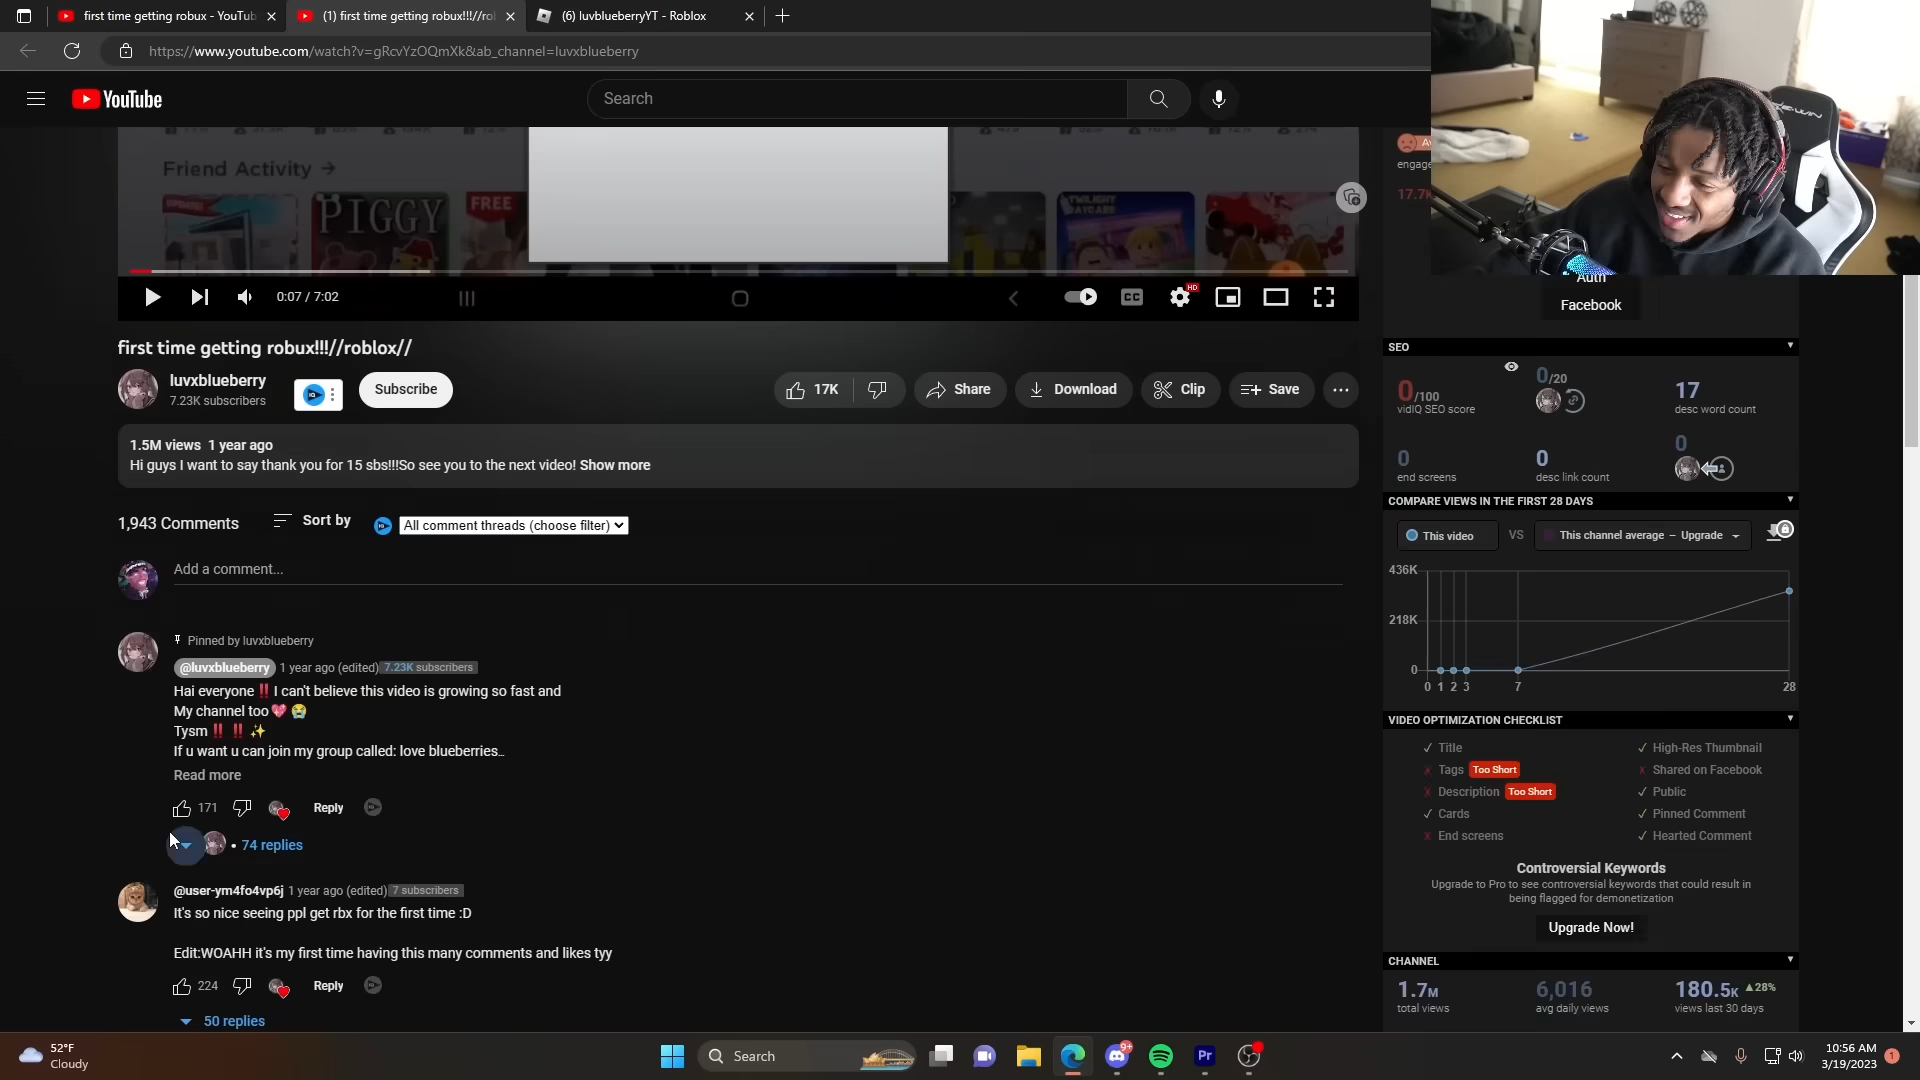 first time getting robux - YouTub
(1) first time getting robux!!!//rol
(6) luvblueberryYT - Roblox
https://www.youtube.com/watch?v=gRcvYzOQmXk&ab_channel=luvxblueberry
YouTube
Search
Friend Activity →
UPDATE!
PIGGY
FREE
TWILIGHT
DAYCARE
engage
17.7
0:07 / 7:02
CC
HD
Auth
Facebook
first time getting robux!!!//roblox//
luvxblueberry
7.23K subscribers
Subscribe
17K
Share
Download
Clip
Save
1.5M views 1 year ago
Hi guys I want to say thank you for 15 sbs!!!So see you to the next video! Show more
1,943 Comments
Sort by
All comment threads (choose filter)
Add a comment...
Pinned by luvxblueberry
@luvxblueberry 1 year ago (edited) 7.23K subscribers
Hai everyone ‼️ I can't believe this video is growing so fast and
My channel too 💖 😭
Tysm ‼️ ‼️ ✨
If u want u can join my group called: love blueberries...
Read more
171
Reply
• 74 replies
@user-ym4fo4vp6j 1 year ago (edited) 7 subscribers
It's so nice seeing ppl get rbx for the first time :D
Edit:WOAHH it's my first time having this many comments and likes tyy
224
Reply
50 replies
SEO
0/100
vidIQ SEO score
0/20
17
desc word count
0
end screens
0
desc link count
0
COMPARE VIEWS IN THE FIRST 28 DAYS
This video
VS
This channel average – Upgrade
436K
218K
0
0 1 2 3 7 28
VIDEO OPTIMIZATION CHECKLIST
✓ Title
x Tags Too Short
x Description Too Short
✓ Cards
x End screens
✓ High-Res Thumbnail
x Shared on Facebook
✓ Public
✓ Pinned Comment
✓ Hearted Comment
Controversial Keywords
Upgrade to Pro to see controversial keywords that could result in
being flagged for demonetization
Upgrade Now!
CHANNEL
1.7M
total views
6,016
avg daily views
180.5K ▲28%
views last 30 days
52°F
Cloudy
Search
9+
Pr
10:56 AM
3/19/2023
1